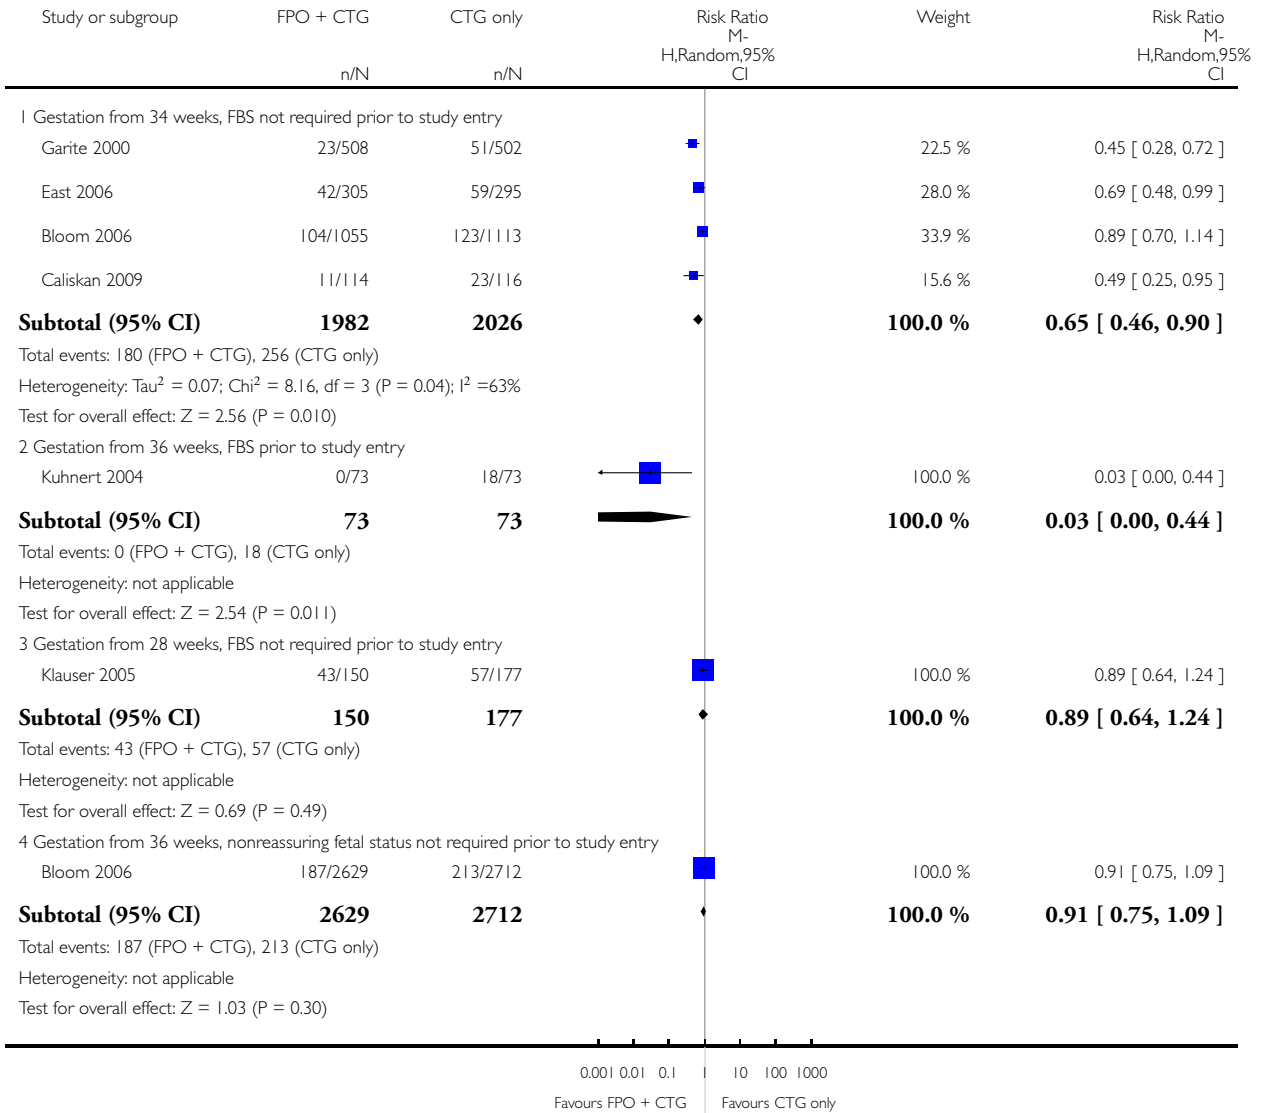 Study or subgroup FPO + CTG CTG only Risk Ratio Weight Risk Ratio
M- M-
H,Random,95% H,Random,95%
n/N n/N CI CI
1 Gestation from 34 weeks, FBS not required prior to study entry
Garite 2000 23/508 51/502 22.5 % 0.45 [ 0.28, 0.72 ]
East 2006 42/305 59/295 28.0 % 0.69 [ 0.48, 0.99 ]
Bloom 2006 104/1055 123/1113 33.9 % 0.89 [ 0.70, 1.14 ]
Caliskan 2009 11/114 23/116 15.6 % 0.49 [ 0.25, 0.95 ]
Subtotal (95% CI) 1982 2026 100.0 % 0.65 [ 0.46, 0.90 ]
Total events: 180 (FPO + CTG), 256 (CTG only)
Heterogeneity: Tau² = 0.07; Chi² = 8.16, df = 3 (P = 0.04); I² =63%
Test for overall effect: Z = 2.56 (P = 0.010)
2 Gestation from 36 weeks, FBS prior to study entry
Kuhnert 2004 0/73 18/73 100.0 % 0.03 [ 0.00, 0.44 ]
Subtotal (95% CI) 73 73 100.0 % 0.03 [ 0.00, 0.44 ]
Total events: 0 (FPO + CTG), 18 (CTG only)
Heterogeneity: not applicable
Test for overall effect: Z = 2.54 (P = 0.011)
3 Gestation from 28 weeks, FBS not required prior to study entry
Klauser 2005 43/150 57/177 100.0 % 0.89 [ 0.64, 1.24 ]
Subtotal (95% CI) 150 177 100.0 % 0.89 [ 0.64, 1.24 ]
Total events: 43 (FPO + CTG), 57 (CTG only)
Heterogeneity: not applicable
Test for overall effect: Z = 0.69 (P = 0.49)
4 Gestation from 36 weeks, nonreassuring fetal status not required prior to study entry
Bloom 2006 187/2629 213/2712 100.0 % 0.91 [ 0.75, 1.09 ]
Subtotal (95% CI) 2629 2712 100.0 % 0.91 [ 0.75, 1.09 ]
Total events: 187 (FPO + CTG), 213 (CTG only)
Heterogeneity: not applicable
Test for overall effect: Z = 1.03 (P = 0.30)
0.001 0.01 0.1 1 10 100 1000
Favours FPO + CTG Favours CTG only